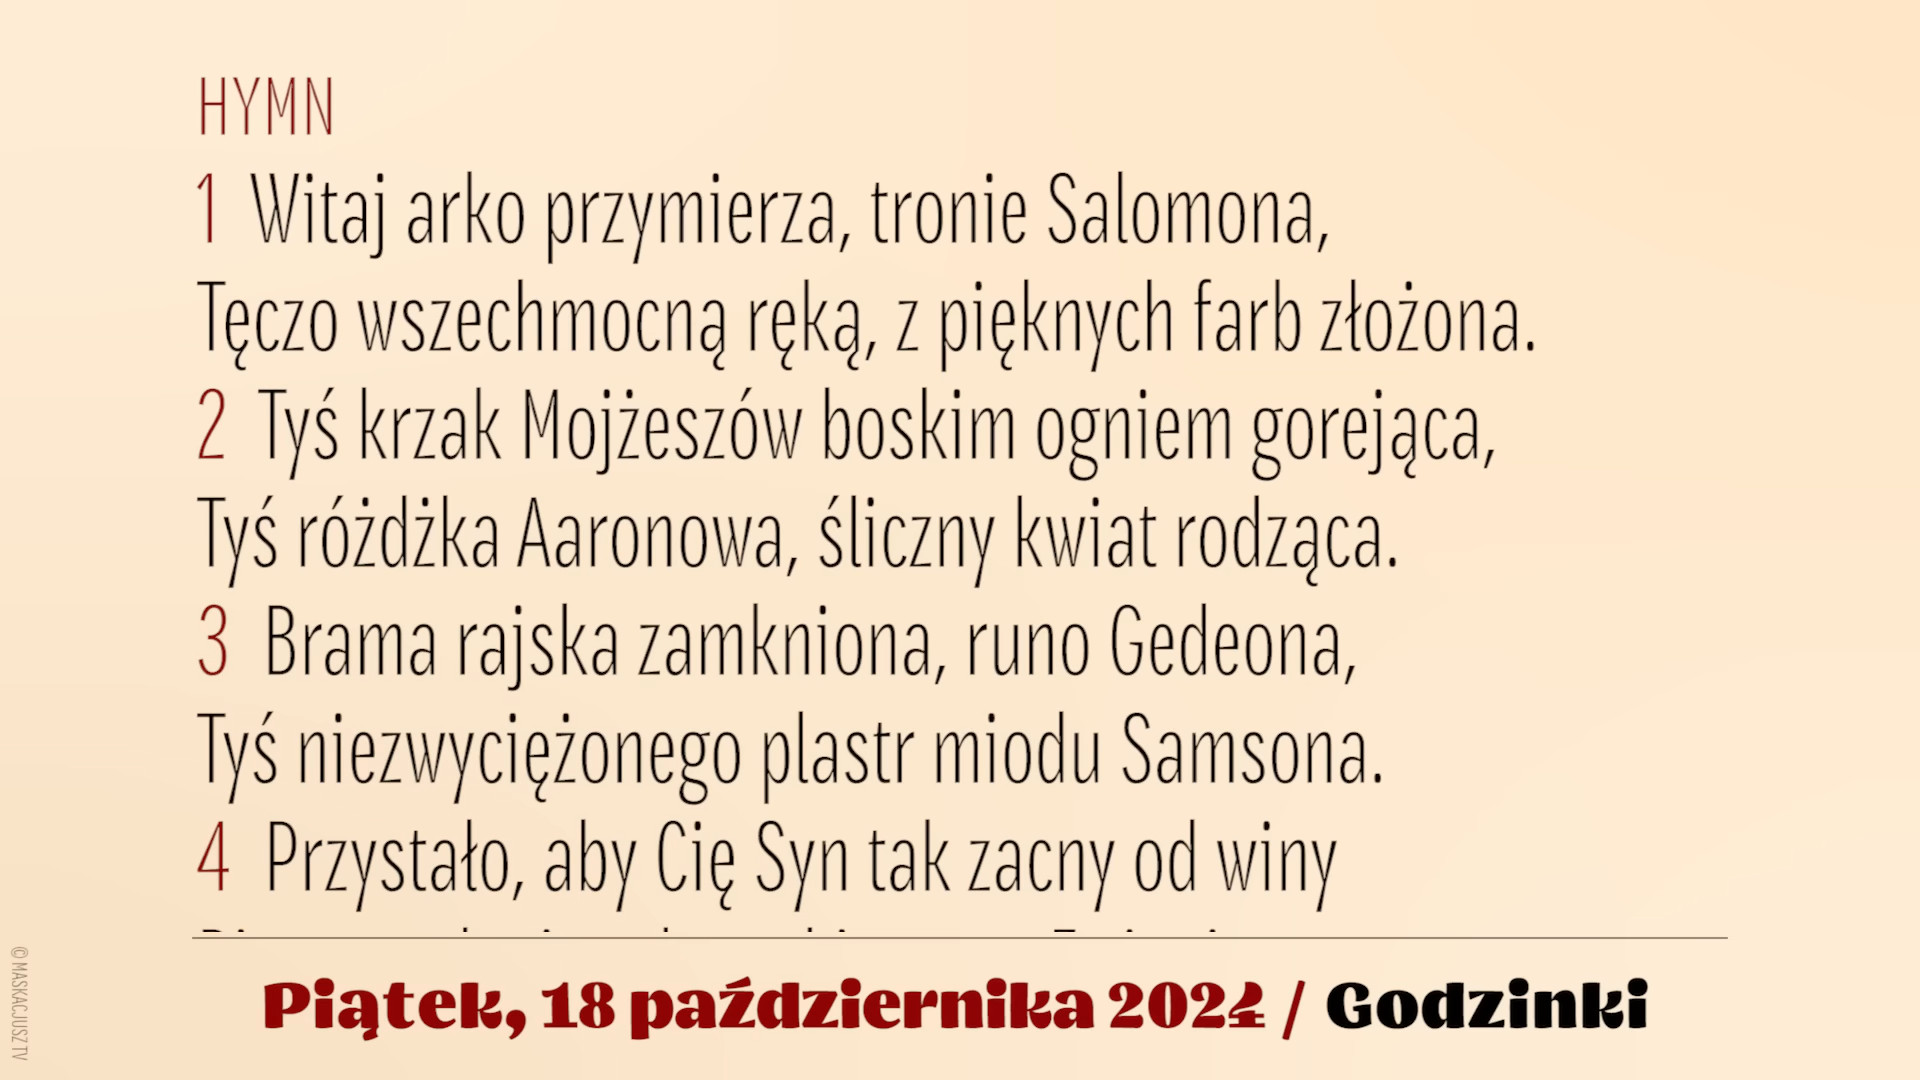 HYMN
1 Witaj arko przymierza, tronie Salomona,
Tęczo wszechmocną ręką, z pięknych farb złożona.
2 Tyś krzak Mojżeszów boskim ogniem gorejąca,
Tyś różdżka Aaronowa, śliczny kwiat rodząca.
3 Brama rajska zamkniona, runo Gedeona,
Tyś niezwyciężonego plastr miodu Samsona.
4 Przystało, aby Cię Syn tak zacny od winy
Piątek, 18 października 2024 / Godzinki
© MASKACJUSZ TV